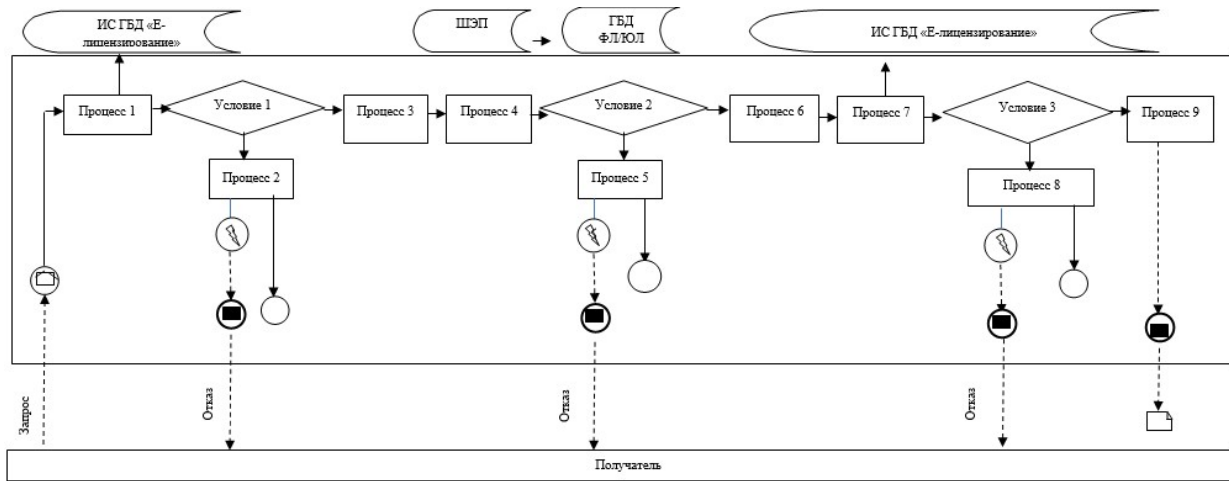 ИС ГБД «Е-
лицензирование»
ШЭП
ГБД
ФЛ/ЮЛ
ИС ГБД «Е-лицензирование»
Процесс 1
Условие 1
Процесс 3
Процесс 4
Условие 2
Процесс 6
Процесс 7
Условие 3
Процесс 9
Процесс 2
Процесс 5
Процесс 8
Запрос
Отказ
Отказ
Отказ
Получатель